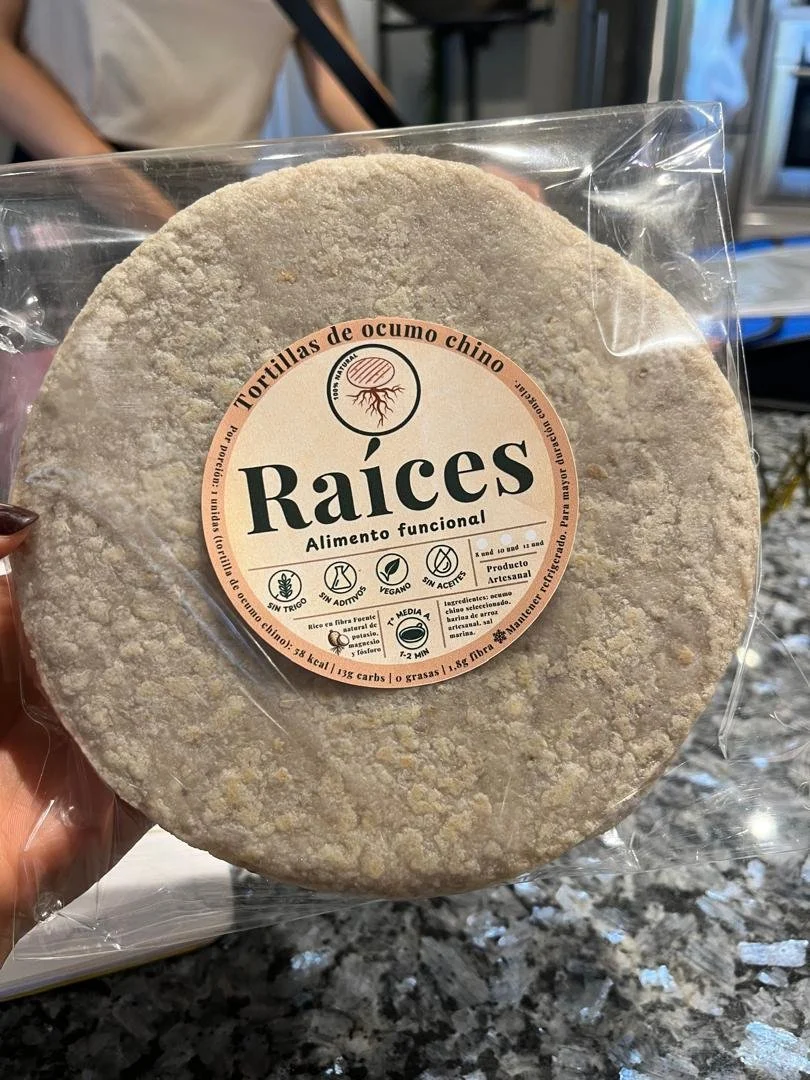 Tortillas de ocumo chino
100% NATURAL
Raíces
Alimento funcional
SIN TRIGO
SIN ADITIVOS
VEGANO
SIN ACEITES
8 und 10 und 12 und
Producto
Artesanal
Rico en fibra Fuente
natural de
potasio,
magnesio
y fósforo
T° MEDIA A
1-2 MIN
Ingredientes: ocumo
chino seleccionado,
harina de arroz
artesanal, sal
marina.
Por porción: 1 unidas (tortilla de ocumo chino): 58 kcal | 13g carbs | 0 grasas | 1,8g fibra
Mantener refrigerado. Para mayor duración congelar.